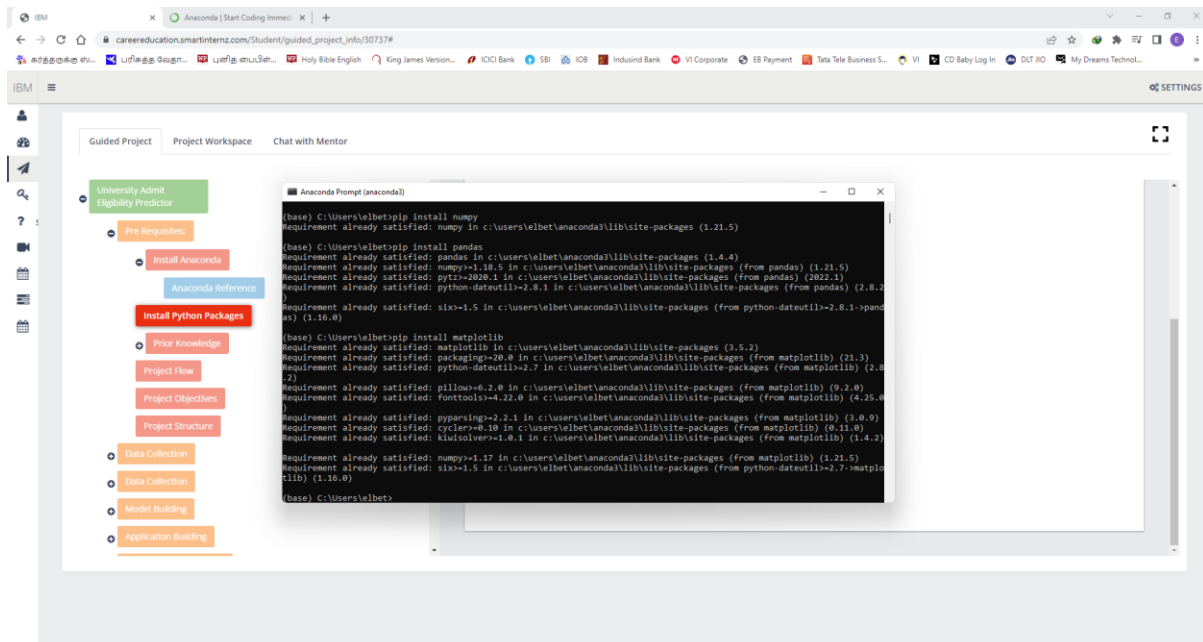 IBM
Anaconda | Start Coding Immedi
careereducation.smartinternz.com/Student/guided_project_info/30737#
கர்த்தருக்கு ஸ்... பரிசுத்த வேதா... புனித பைபிள்... Holy Bible English King James Version... ICICI Bank SBI IOB Indusind Bank VI Corporate EB Payment Tata Tele Business S... VI CD Baby Log In DLT JIO My Dreams Technol... »
IBM SETTINGS
Guided Project Project Workspace Chat with Mentor
University Admit
Eligibility Predictor
Pre Requisites:
Install Anaconda
Anaconda Reference
Install Python Packages
Prior Knowledge
Project Flow
Project Objectives
Project Structure
Data Collection
Data Collection
Model Building
Application Building
Anaconda Prompt (anaconda3)
(base) C:\Users\elbet>pip install numpy
Requirement already satisfied: numpy in c:\users\elbet\anaconda3\lib\site-packages (1.21.5)
(base) C:\Users\elbet>pip install pandas
Requirement already satisfied: pandas in c:\users\elbet\anaconda3\lib\site-packages (1.4.4)
Requirement already satisfied: numpy>=1.18.5 in c:\users\elbet\anaconda3\lib\site-packages (from pandas) (1.21.5)
Requirement already satisfied: pytz>=2020.1 in c:\users\elbet\anaconda3\lib\site-packages (from pandas) (2022.1)
Requirement already satisfied: python-dateutil>=2.8.1 in c:\users\elbet\anaconda3\lib\site-packages (from pandas) (2.8.2
)
Requirement already satisfied: six>=1.5 in c:\users\elbet\anaconda3\lib\site-packages (from python-dateutil>=2.8.1->pand
as) (1.16.0)
(base) C:\Users\elbet>pip install matplotlib
Requirement already satisfied: matplotlib in c:\users\elbet\anaconda3\lib\site-packages (3.5.2)
Requirement already satisfied: packaging>=20.0 in c:\users\elbet\anaconda3\lib\site-packages (from matplotlib) (21.3)
Requirement already satisfied: python-dateutil>=2.7 in c:\users\elbet\anaconda3\lib\site-packages (from matplotlib) (2.8
.2)
Requirement already satisfied: pillow>=6.2.0 in c:\users\elbet\anaconda3\lib\site-packages (from matplotlib) (9.2.0)
Requirement already satisfied: fonttools>=4.22.0 in c:\users\elbet\anaconda3\lib\site-packages (from matplotlib) (4.25.0
)
Requirement already satisfied: pyparsing>=2.2.1 in c:\users\elbet\anaconda3\lib\site-packages (from matplotlib) (3.0.9)
Requirement already satisfied: cycler>=0.10 in c:\users\elbet\anaconda3\lib\site-packages (from matplotlib) (0.11.0)
Requirement already satisfied: kiwisolver>=1.0.1 in c:\users\elbet\anaconda3\lib\site-packages (from matplotlib) (1.4.2)
Requirement already satisfied: numpy>=1.17 in c:\users\elbet\anaconda3\lib\site-packages (from matplotlib) (1.21.5)
Requirement already satisfied: six>=1.5 in c:\users\elbet\anaconda3\lib\site-packages (from python-dateutil>=2.7->matplo
tlib) (1.16.0)
(base) C:\Users\elbet>